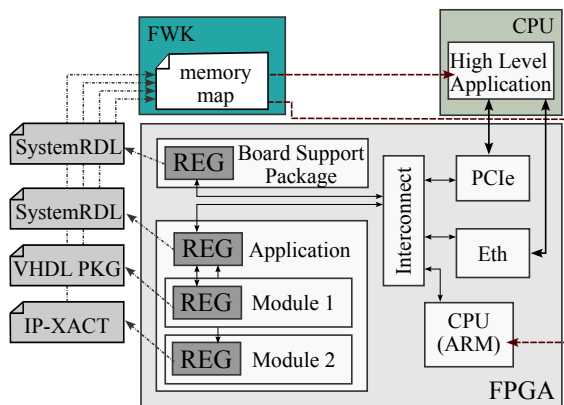 FWK
memory
map
CPU
High Level
Application
SystemRDL
SystemRDL
VHDL PKG
IP-XACT
REG
Board Support
Package
REG
Application
REG
Module 1
REG
Module 2
Interconnect
PCIe
Eth
CPU
(ARM)
FPGA